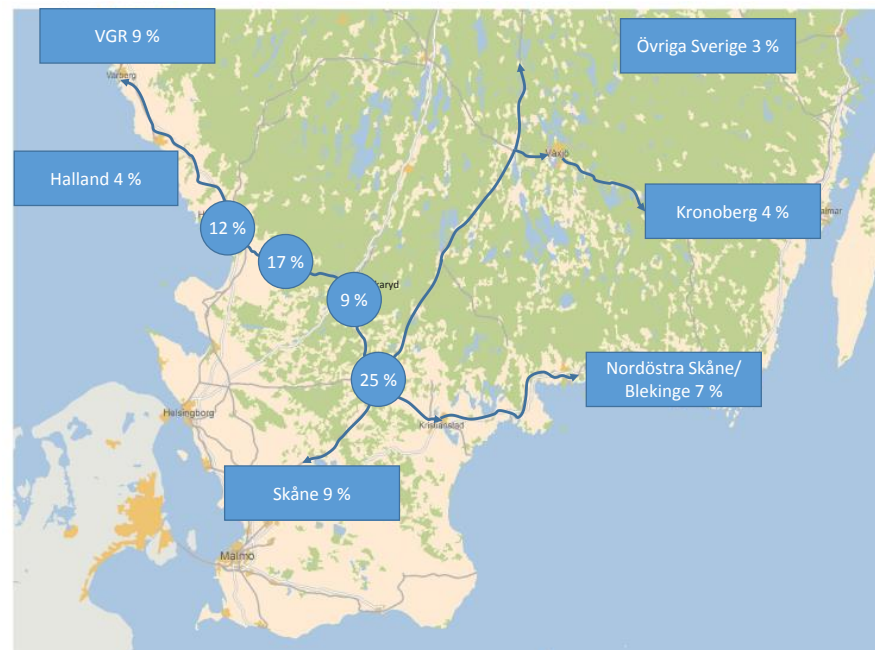 VGR 9 %
Övriga Sverige 3 %
Varberg
Växjö
Halland 4 %
Kronoberg 4 %
12 %
17 %
9 %
25 %
Nordöstra Skåne/
Blekinge 7 %
Helsingborg
Kristianstad
Skåne 9 %
Malmö